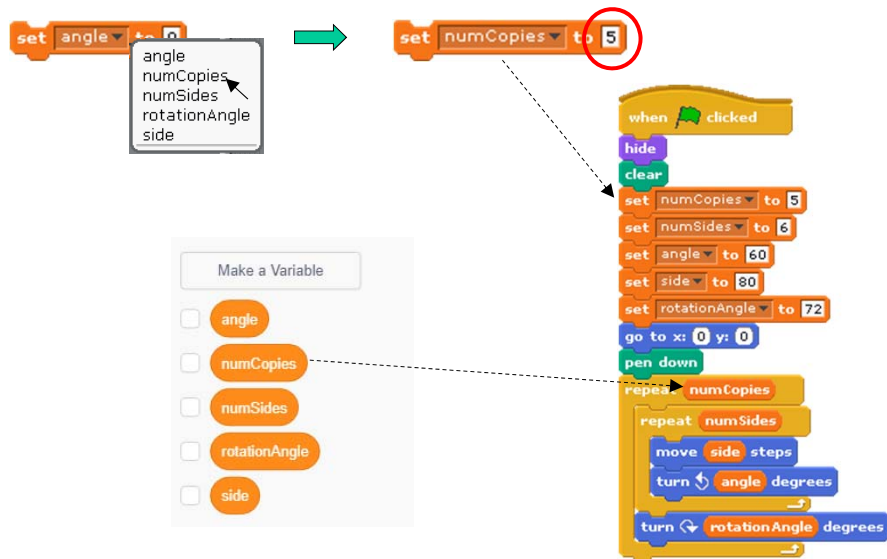 set angle to 0
angle
numCopies
numSides
rotationAngle
side
set numCopies to 5
when clicked
hide
clear
set numCopies to 5
set numSides to 6
set angle to 60
set side to 80
set rotationAngle to 72
go to x: 0 y: 0
pen down
repeat numCopies
repeat numSides
move side steps
turn angle degrees
turn rotationAngle degrees
Make a Variable
angle
numCopies
numSides
rotationAngle
side